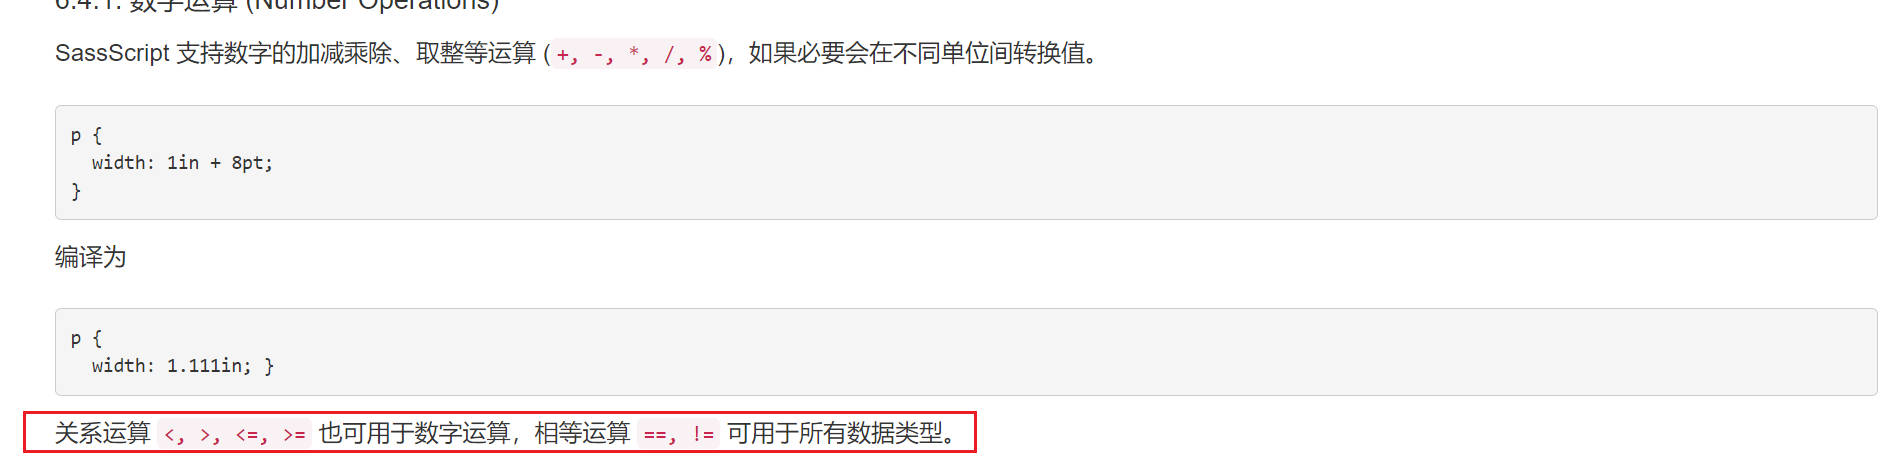 6.4.1. 数字运算 (Number Operations)
SassScript 支持数字的加减乘除、取整等运算 (+, -, *, /, %)，如果必要会在不同单位间转换值。
p {
  width: 1in + 8pt;
}
编译为
p {
  width: 1.111in; }
关系运算 <, >, <=, >= 也可用于数字运算，相等运算 ==, != 可用于所有数据类型。